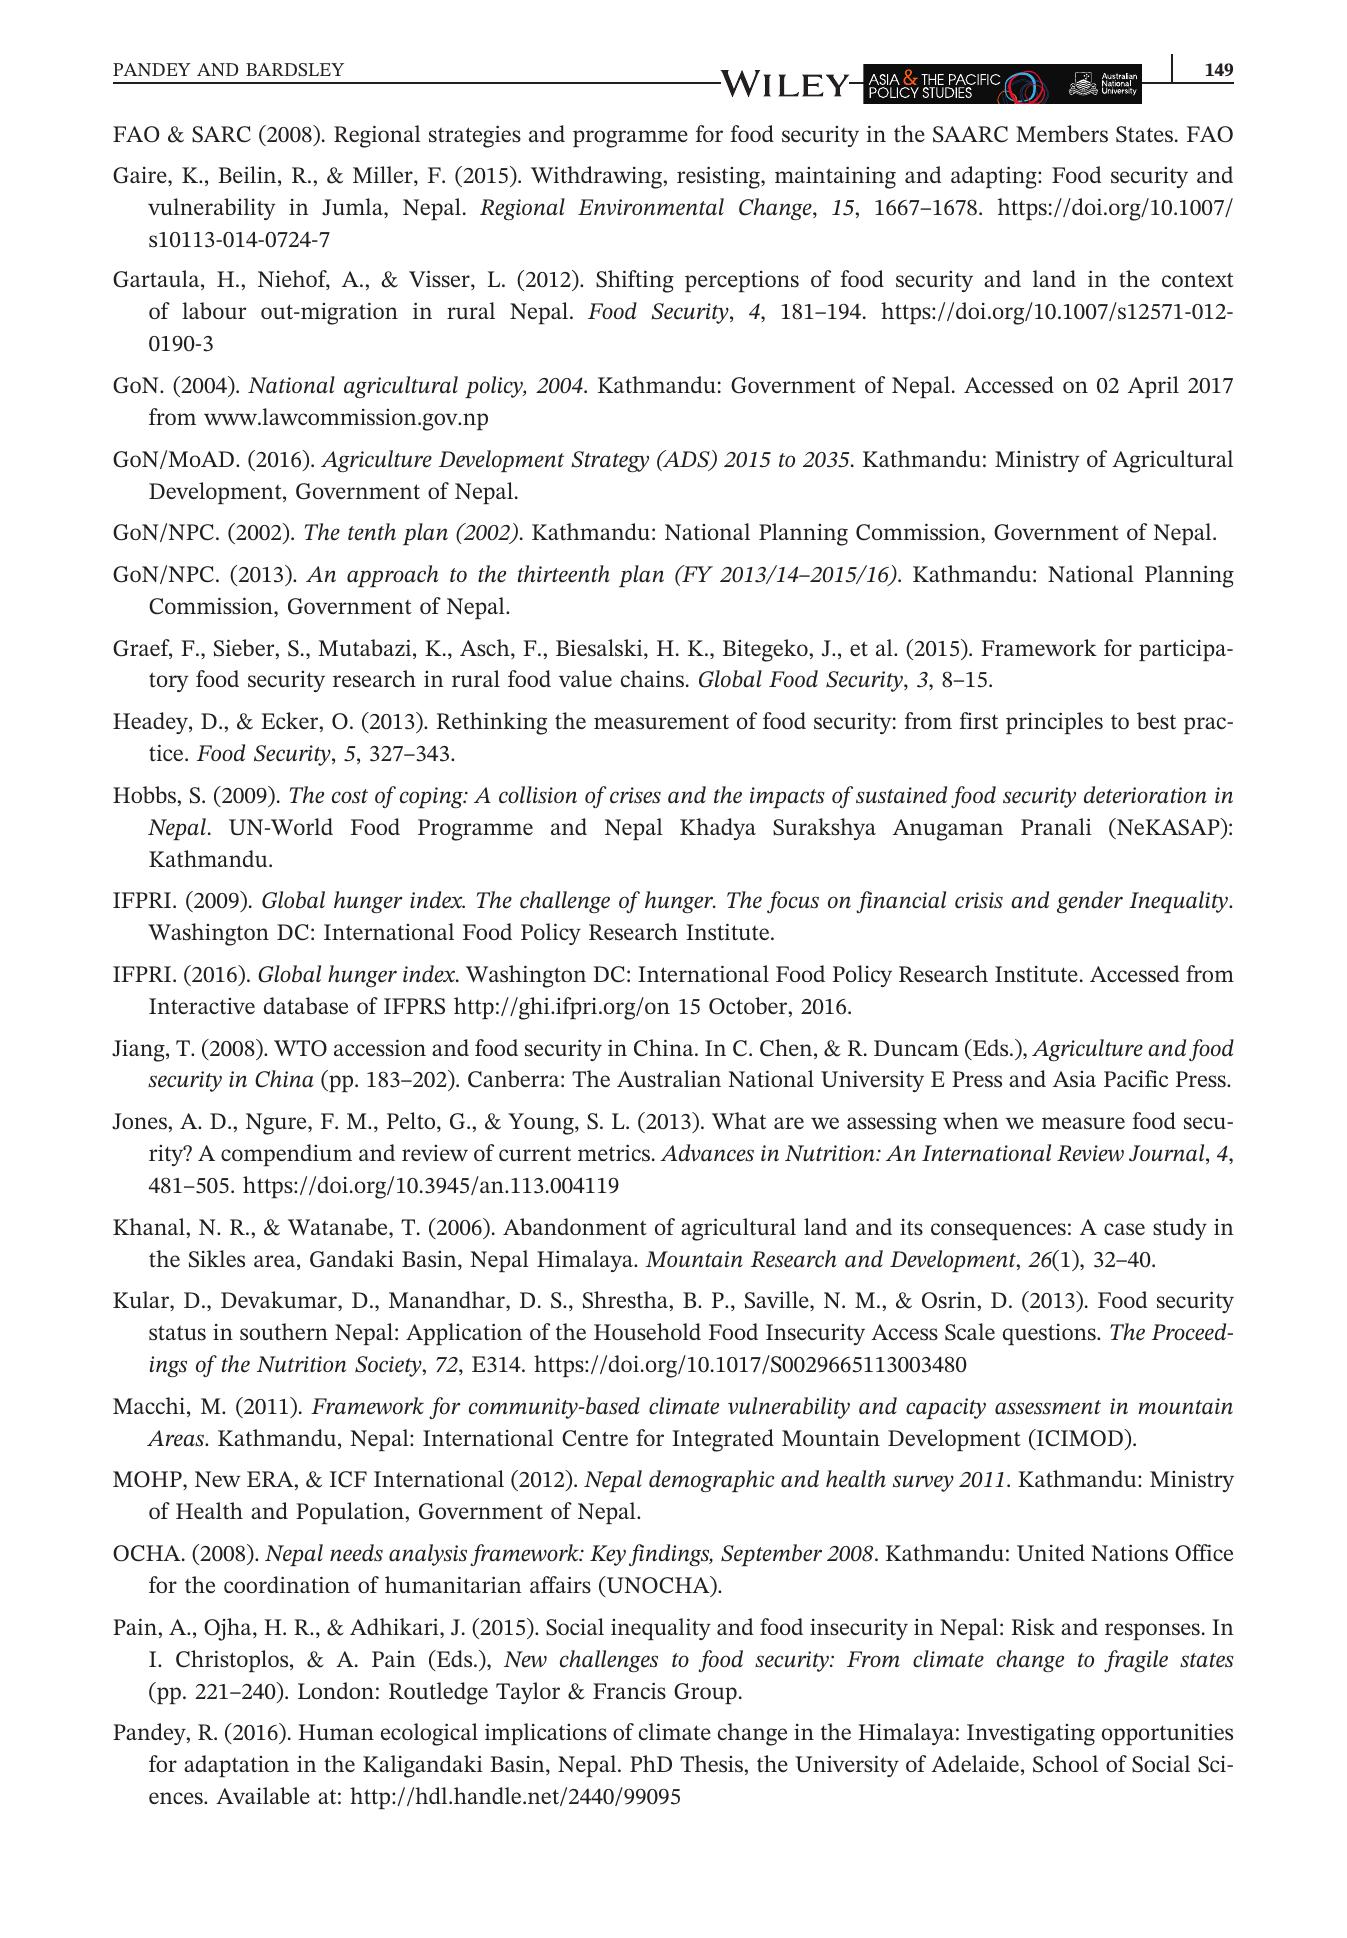 PANDEY AND BARDSLEY
WILEY
ASIA & THE PACIFIC
POLICY STUDIES
Australian
National
University
149
FAO & SARC (2008). Regional strategies and programme for food security in the SAARC Members States. FAO
Gaire, K., Beilin, R., & Miller, F. (2015). Withdrawing, resisting, maintaining and adapting: Food security and
vulnerability in Jumla, Nepal. Regional Environmental Change, 15, 1667–1678. https://doi.org/10.1007/
s10113-014-0724-7
Gartaula, H., Niehof, A., & Visser, L. (2012). Shifting perceptions of food security and land in the context
of labour out-migration in rural Nepal. Food Security, 4, 181–194. https://doi.org/10.1007/s12571-012-
0190-3
GoN. (2004). National agricultural policy, 2004. Kathmandu: Government of Nepal. Accessed on 02 April 2017
from www.lawcommission.gov.np
GoN/MoAD. (2016). Agriculture Development Strategy (ADS) 2015 to 2035. Kathmandu: Ministry of Agricultural
Development, Government of Nepal.
GoN/NPC. (2002). The tenth plan (2002). Kathmandu: National Planning Commission, Government of Nepal.
GoN/NPC. (2013). An approach to the thirteenth plan (FY 2013/14–2015/16). Kathmandu: National Planning
Commission, Government of Nepal.
Graef, F., Sieber, S., Mutabazi, K., Asch, F., Biesalski, H. K., Bitegeko, J., et al. (2015). Framework for participa-
tory food security research in rural food value chains. Global Food Security, 3, 8–15.
Headey, D., & Ecker, O. (2013). Rethinking the measurement of food security: from first principles to best prac-
tice. Food Security, 5, 327–343.
Hobbs, S. (2009). The cost of coping: A collision of crises and the impacts of sustained food security deterioration in
Nepal. UN-World Food Programme and Nepal Khadya Surakshya Anugaman Pranali (NeKASAP):
Kathmandu.
IFPRI. (2009). Global hunger index. The challenge of hunger. The focus on financial crisis and gender Inequality.
Washington DC: International Food Policy Research Institute.
IFPRI. (2016). Global hunger index. Washington DC: International Food Policy Research Institute. Accessed from
Interactive database of IFPRS http://ghi.ifpri.org/on 15 October, 2016.
Jiang, T. (2008). WTO accession and food security in China. In C. Chen, & R. Duncam (Eds.), Agriculture and food
security in China (pp. 183–202). Canberra: The Australian National University E Press and Asia Pacific Press.
Jones, A. D., Ngure, F. M., Pelto, G., & Young, S. L. (2013). What are we assessing when we measure food secu-
rity? A compendium and review of current metrics. Advances in Nutrition: An International Review Journal, 4,
481–505. https://doi.org/10.3945/an.113.004119
Khanal, N. R., & Watanabe, T. (2006). Abandonment of agricultural land and its consequences: A case study in
the Sikles area, Gandaki Basin, Nepal Himalaya. Mountain Research and Development, 26(1), 32–40.
Kular, D., Devakumar, D., Manandhar, D. S., Shrestha, B. P., Saville, N. M., & Osrin, D. (2013). Food security
status in southern Nepal: Application of the Household Food Insecurity Access Scale questions. The Proceed-
ings of the Nutrition Society, 72, E314. https://doi.org/10.1017/S0029665113003480
Macchi, M. (2011). Framework for community-based climate vulnerability and capacity assessment in mountain
Areas. Kathmandu, Nepal: International Centre for Integrated Mountain Development (ICIMOD).
MOHP, New ERA, & ICF International (2012). Nepal demographic and health survey 2011. Kathmandu: Ministry
of Health and Population, Government of Nepal.
OCHA. (2008). Nepal needs analysis framework: Key findings, September 2008. Kathmandu: United Nations Office
for the coordination of humanitarian affairs (UNOCHA).
Pain, A., Ojha, H. R., & Adhikari, J. (2015). Social inequality and food insecurity in Nepal: Risk and responses. In
I. Christoplos, & A. Pain (Eds.), New challenges to food security: From climate change to fragile states
(pp. 221–240). London: Routledge Taylor & Francis Group.
Pandey, R. (2016). Human ecological implications of climate change in the Himalaya: Investigating opportunities
for adaptation in the Kaligandaki Basin, Nepal. PhD Thesis, the University of Adelaide, School of Social Sci-
ences. Available at: http://hdl.handle.net/2440/99095